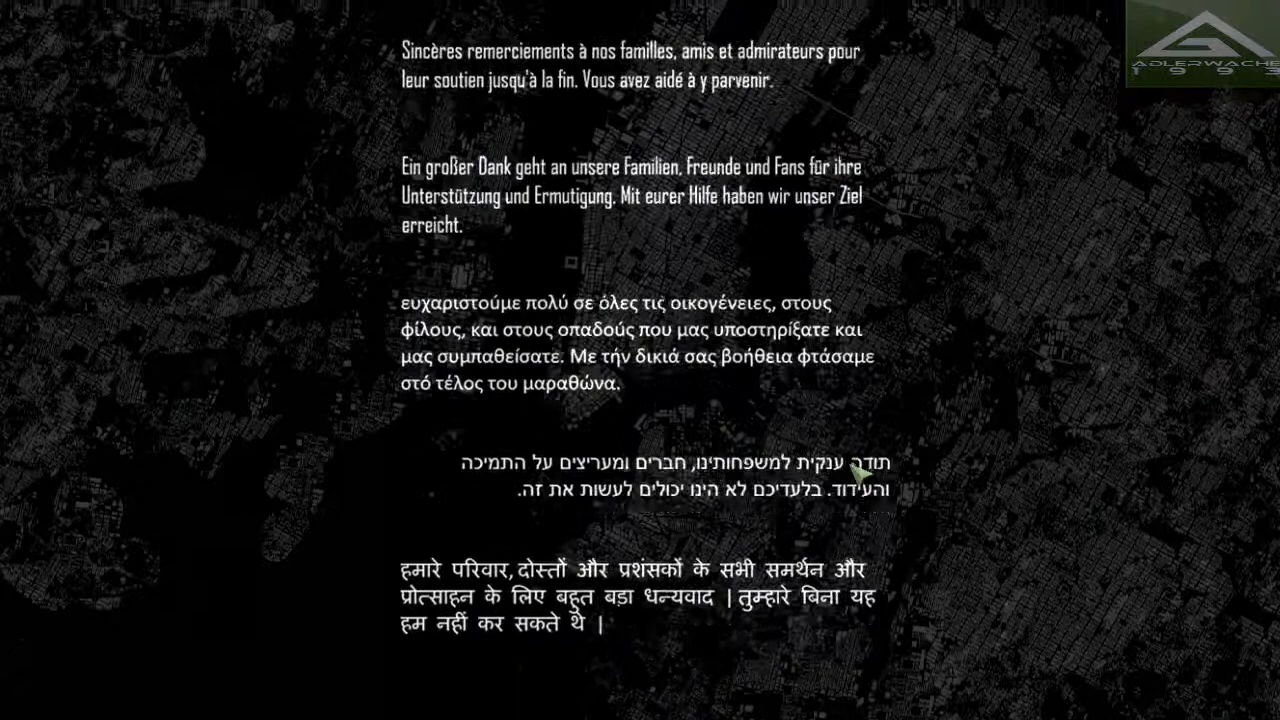 Sincères remerciements à nos familles, amis et admirateurs pour
leur soutien jusqu'à la fin. Vous avez aidé à y parvenir.
Ein großer Dank geht an unsere Familien, Freunde und Fans für ihre
Unterstützung und Ermutigung. Mit eurer Hilfe haben wir unser Ziel
erreicht.
ευχαριστούμε πολύ σε όλες τις οικογένειες, στους
φίλους, και στους οπαδούς που μας υποστηρίξατε και
μας συμπαθείσατε. Με τήν δικιά σας βοήθεια φτάσαμε
στό τέλος του μαραθώνα.
תודה ענקית למשפחותינו, חברים ומעריצים על התמיכה
והעידוד. בלעדיכם לא הינו יכולים לעשות את זה.
हमारे परिवार, दोस्तों और प्रशंसकों के सभी समर्थन और
प्रोत्साहन के लिए बहुत बड़ा धन्यवाद | तुम्हारे बिना यह
हम नहीं कर सकते थे |
ADLERWACHE
1993